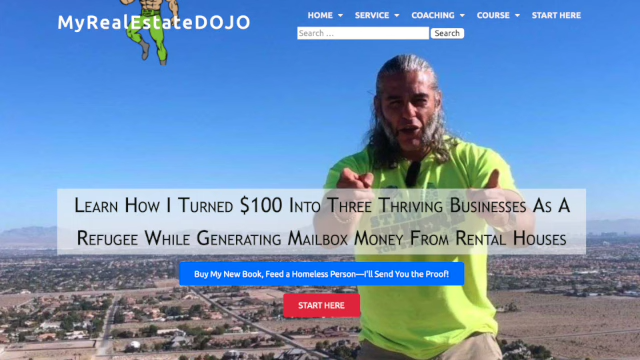 MyRealEstateDOJO
HOME SERVICE COACHING COURSE START HERE
Search ... Search
Learn How I Turned $100 Into Three Thriving Businesses As A
Refugee While Generating Mailbox Money From Rental Houses
Buy My New Book, Feed a Homeless Person—I'll Send You the Proof!
START HERE